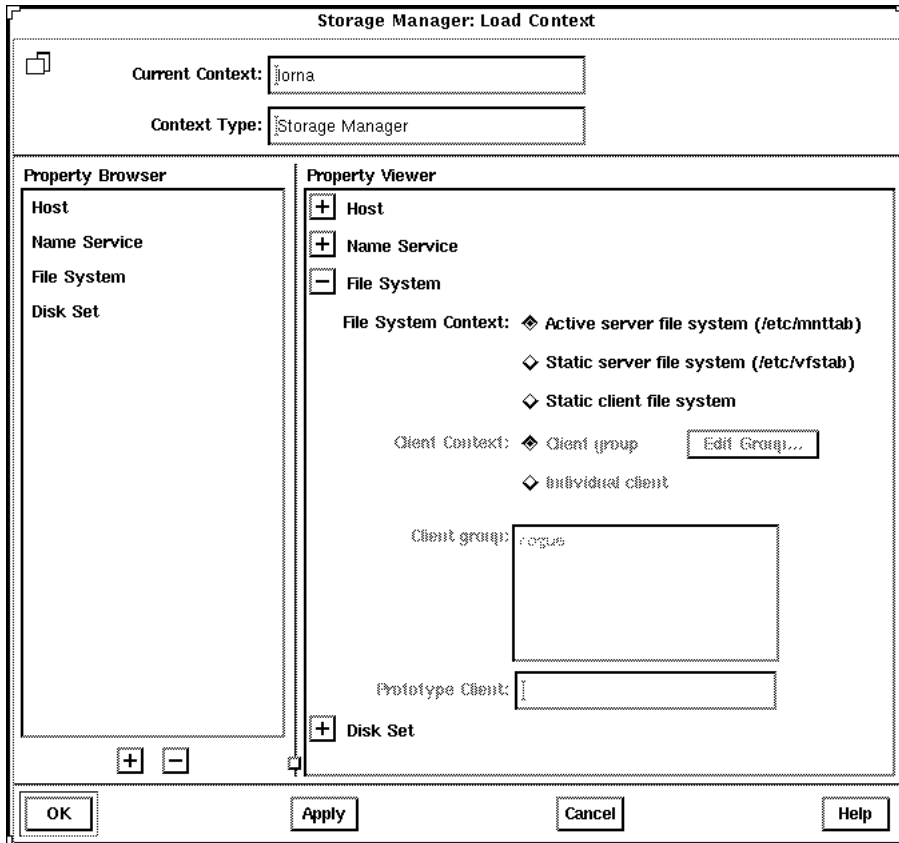 Storage Manager: Load Context
Current Context: lorna
Context Type: Storage Manager
Property Browser
Host
Name Service
File System
Disk Set
Property Viewer
+ Host
+ Name Service
− File System
File System Context: Active server file system (/etc/mnttab)
Static server file system (/etc/vfstab)
Static client file system
Client Context: Client group Edit Group...
Individual client
Client group: rogue
Prototype Client:
+ Disk Set
+ −
OK Apply Cancel Help